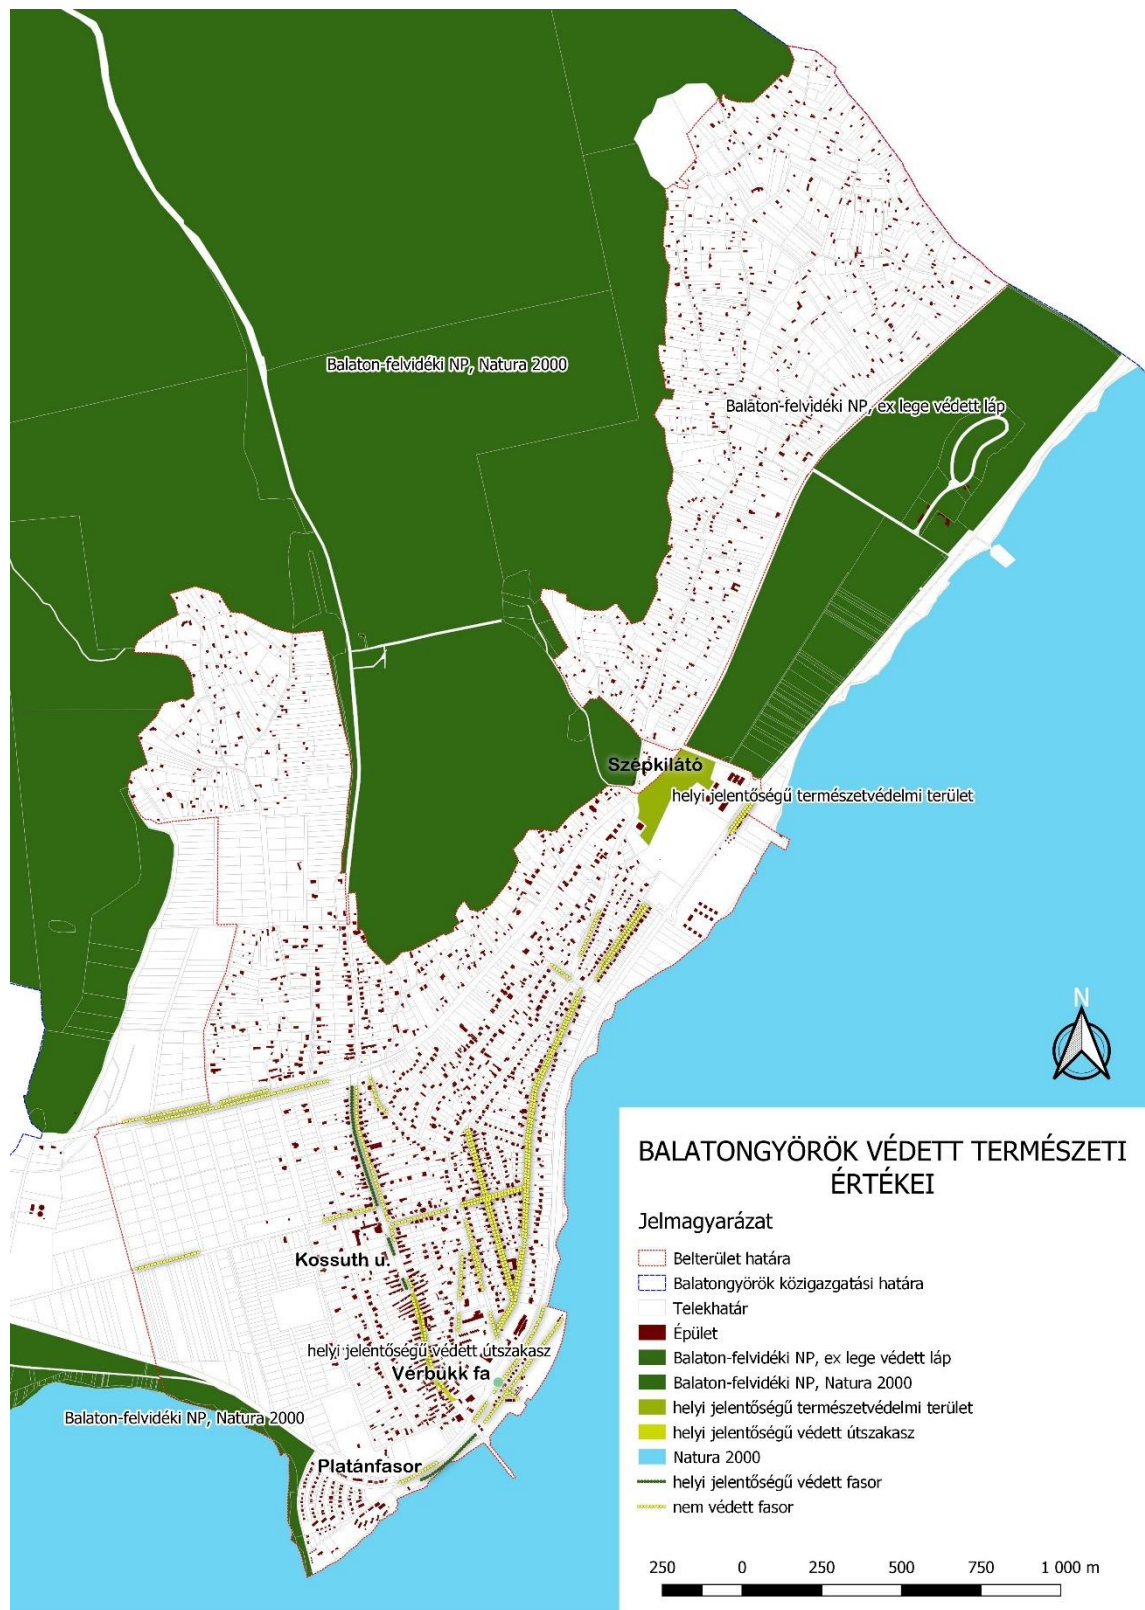 Balaton-felvidéki NP, Natura 2000
Balaton-felvidéki NP, ex lege védett láp
Szépkilátó
helyi jelentőségű természetvédelmi terület
N
Kossuth u.
helyi jelentőségű védett útszakasz
Vérbükk fa
Balaton-felvidéki NP, Natura 2000
Platánfasor
BALATONGYÖRÖK VÉDETT TERMÉSZETI
ÉRTÉKEI
Jelmagyarázat
Belterület határa
Balatongyörök közigazgatási határa
Telekhatár
Épület
Balaton-felvidéki NP, ex lege védett láp
Balaton-felvidéki NP, Natura 2000
helyi jelentőségű természetvédelmi terület
helyi jelentőségű védett útszakasz
Natura 2000
helyi jelentőségű védett fasor
nem védett fasor
250 0 250 500 750 1 000 m